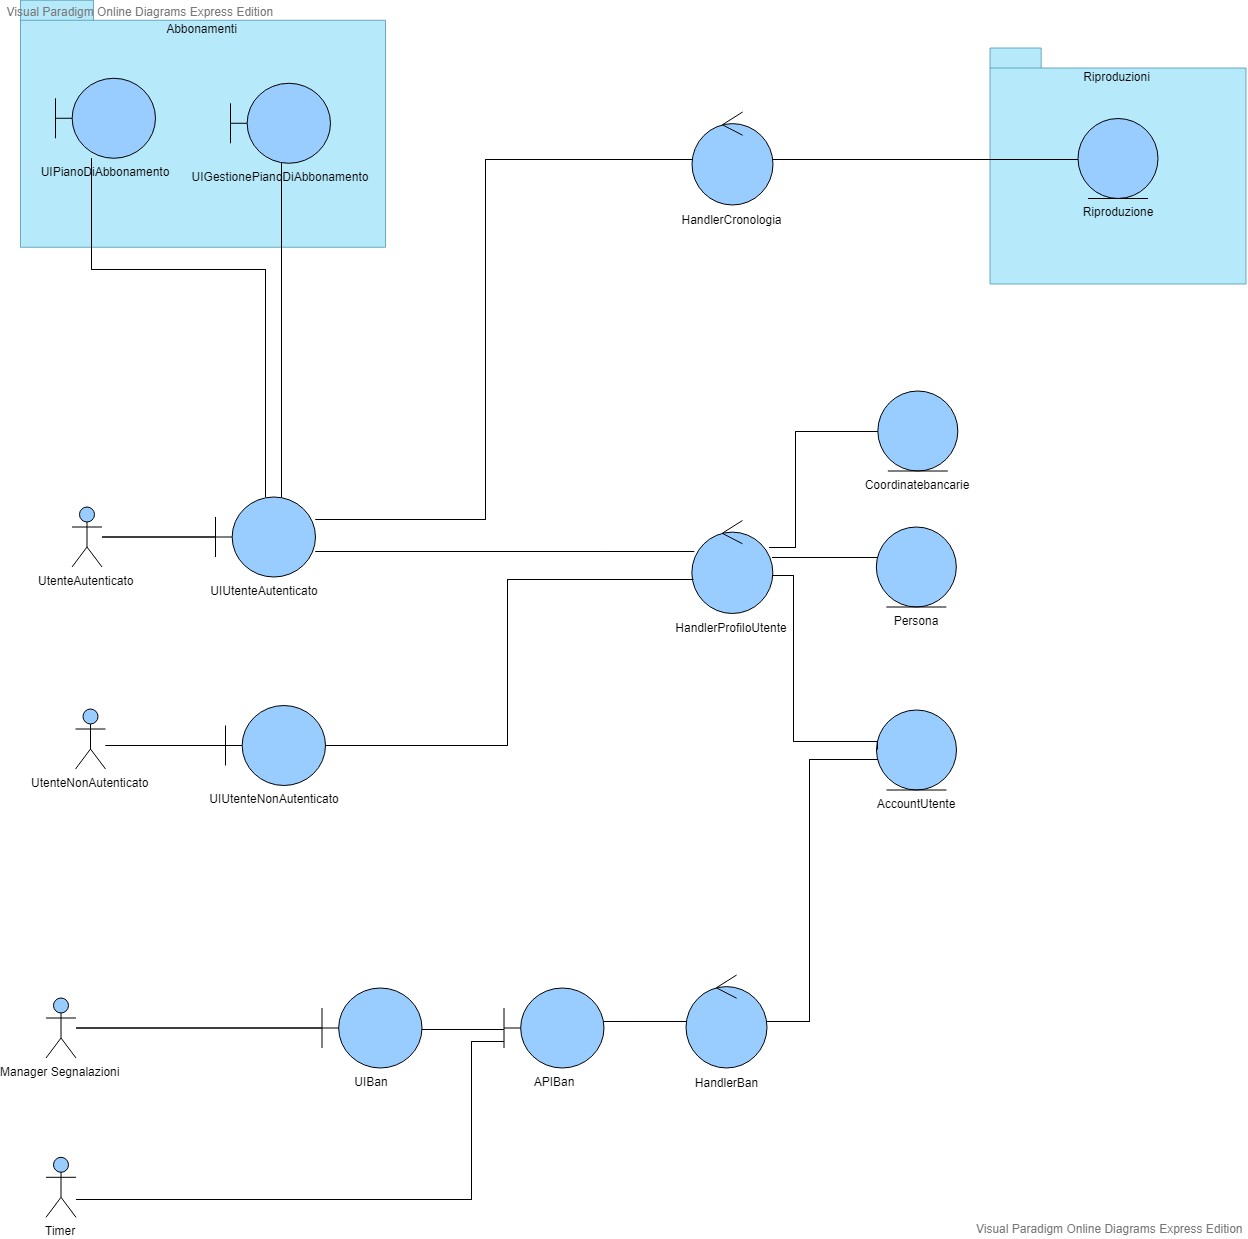 Visual Paradigm Online Diagrams Express Edition
Abbonamenti
Riproduzioni
UIPianoDiAbbonamento
UIGestionePianoDiAbbonamento
HandlerCronologia
Riproduzione
Coordinatebancarie
UtenteAutenticato
UIUtenteAutenticato
HandlerProfiloUtente
Persona
UtenteNonAutenticato
UIUtenteNonAutenticato
AccountUtente
Manager Segnalazioni
UIBan
APIBan
HandlerBan
Timer
Visual Paradigm Online Diagrams Express Edition